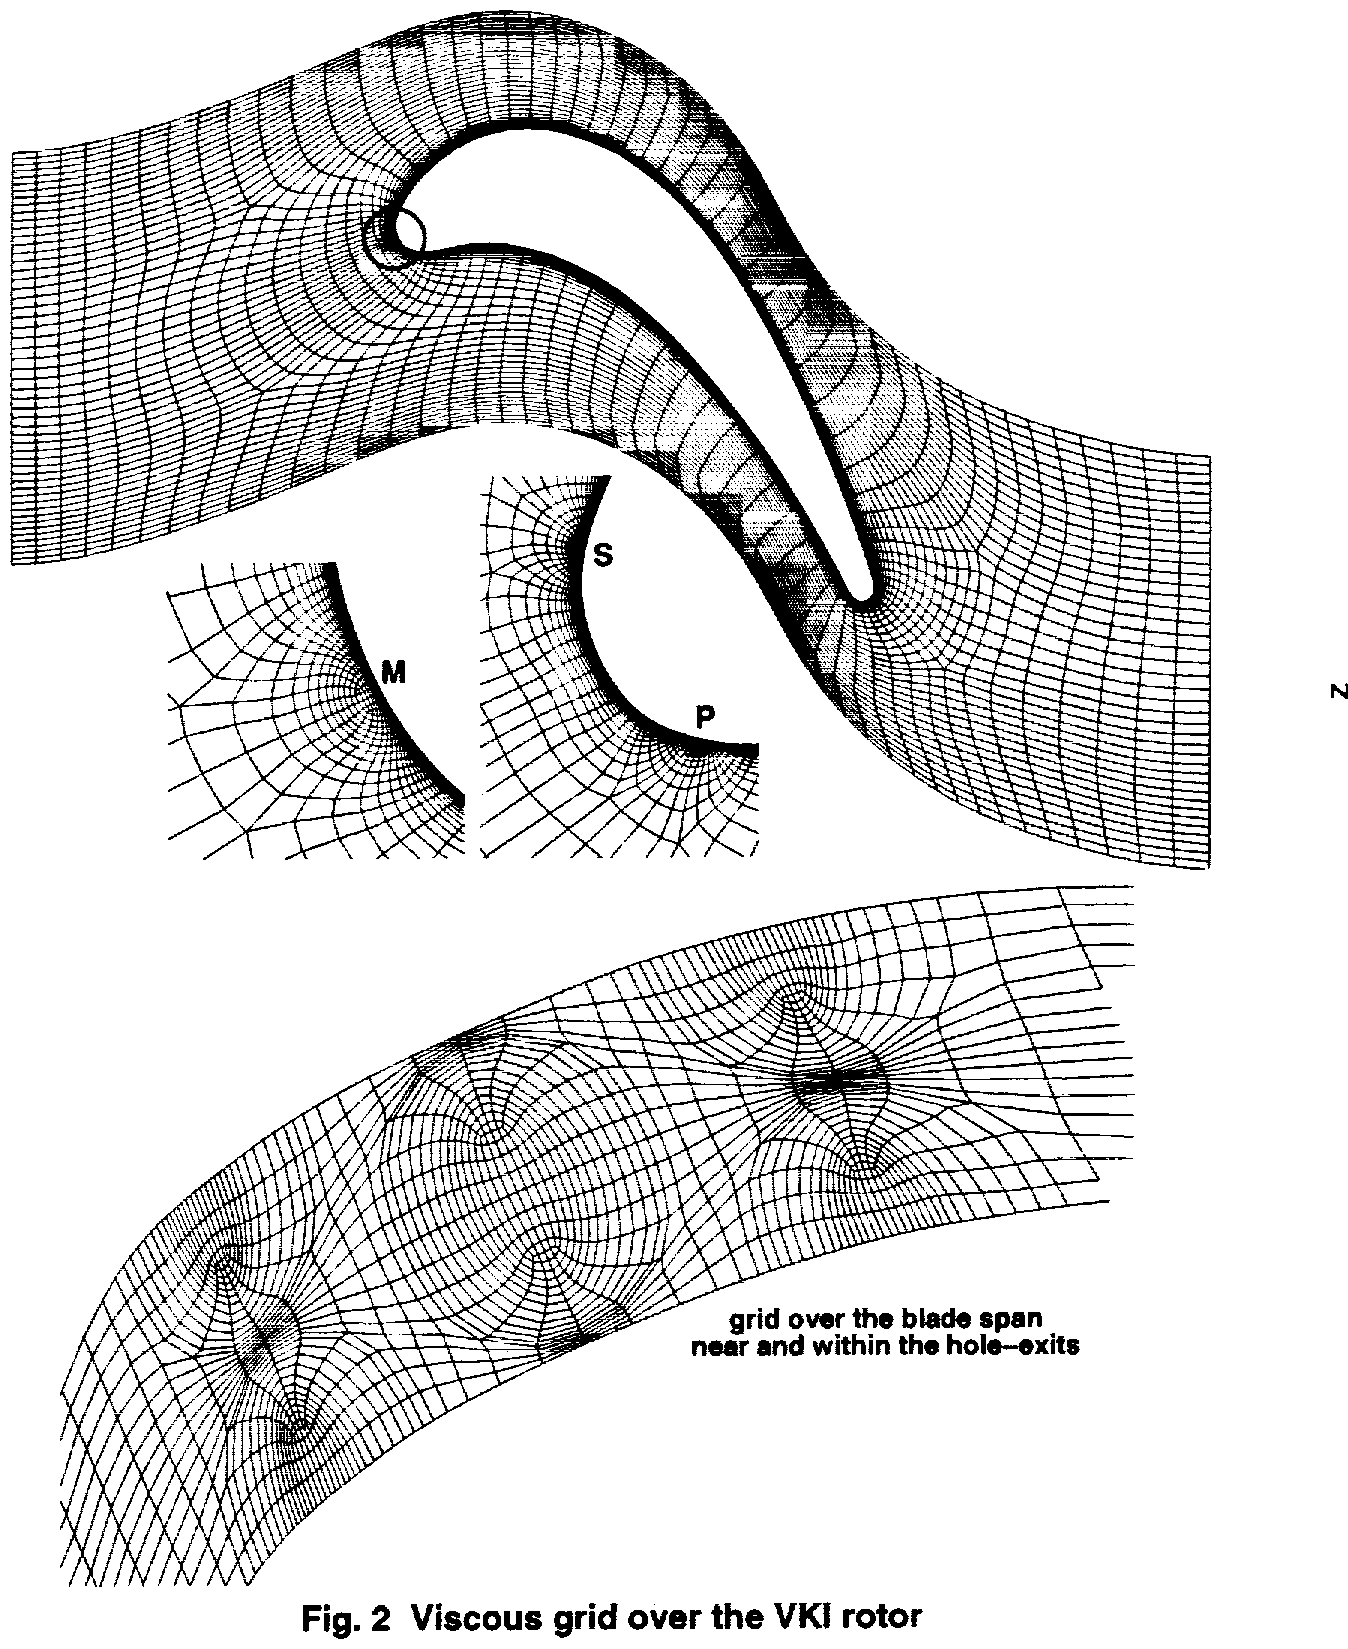 S
M
P
Z
grid over the blade span
near and within the hole-exits
Fig. 2 Viscous grid over the VKI rotor